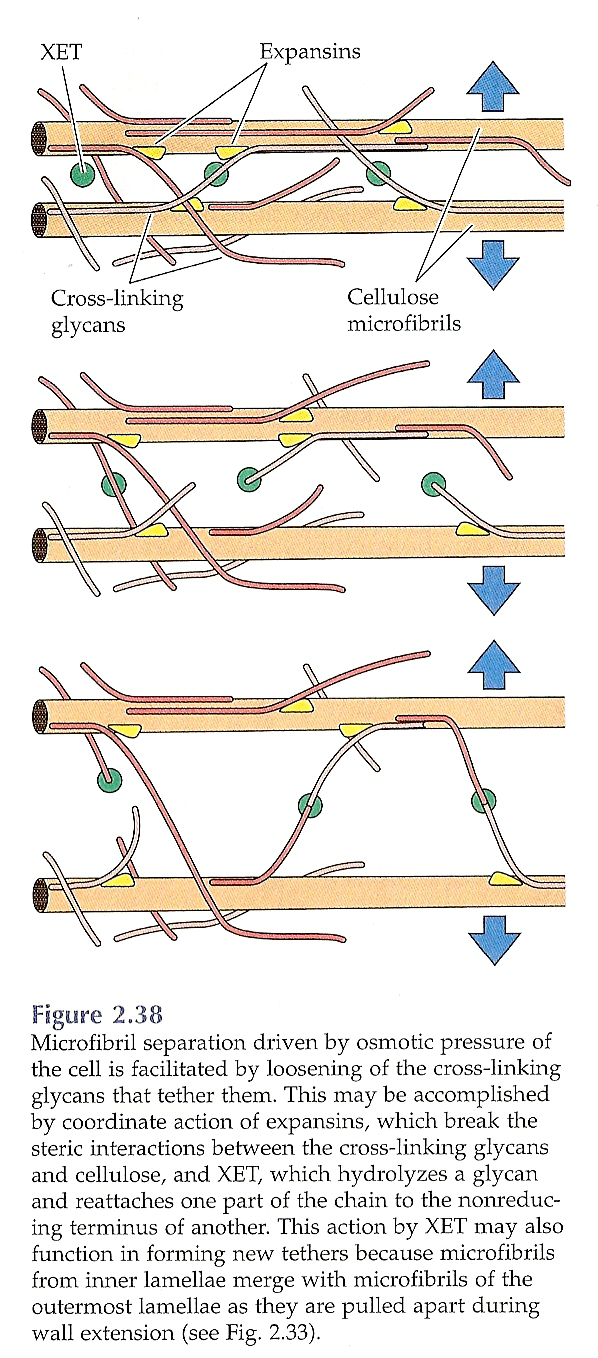 XET
Expansins
Cross-linking
glycans
Cellulose
microfibrils
Figure 2.38
Microfibril separation driven by osmotic pressure of
the cell is facilitated by loosening of the cross-linking
glycans that tether them. This may be accomplished
by coordinate action of expansins, which break the
steric interactions between the cross-linking glycans
and cellulose, and XET, which hydrolyzes a glycan
and reattaches one part of the chain to the nonreduc-
ing terminus of another. This action by XET may also
function in forming new tethers because microfibrils
from inner lamellae merge with microfibrils of the
outermost lamellae as they are pulled apart during
wall extension (see Fig. 2.33).